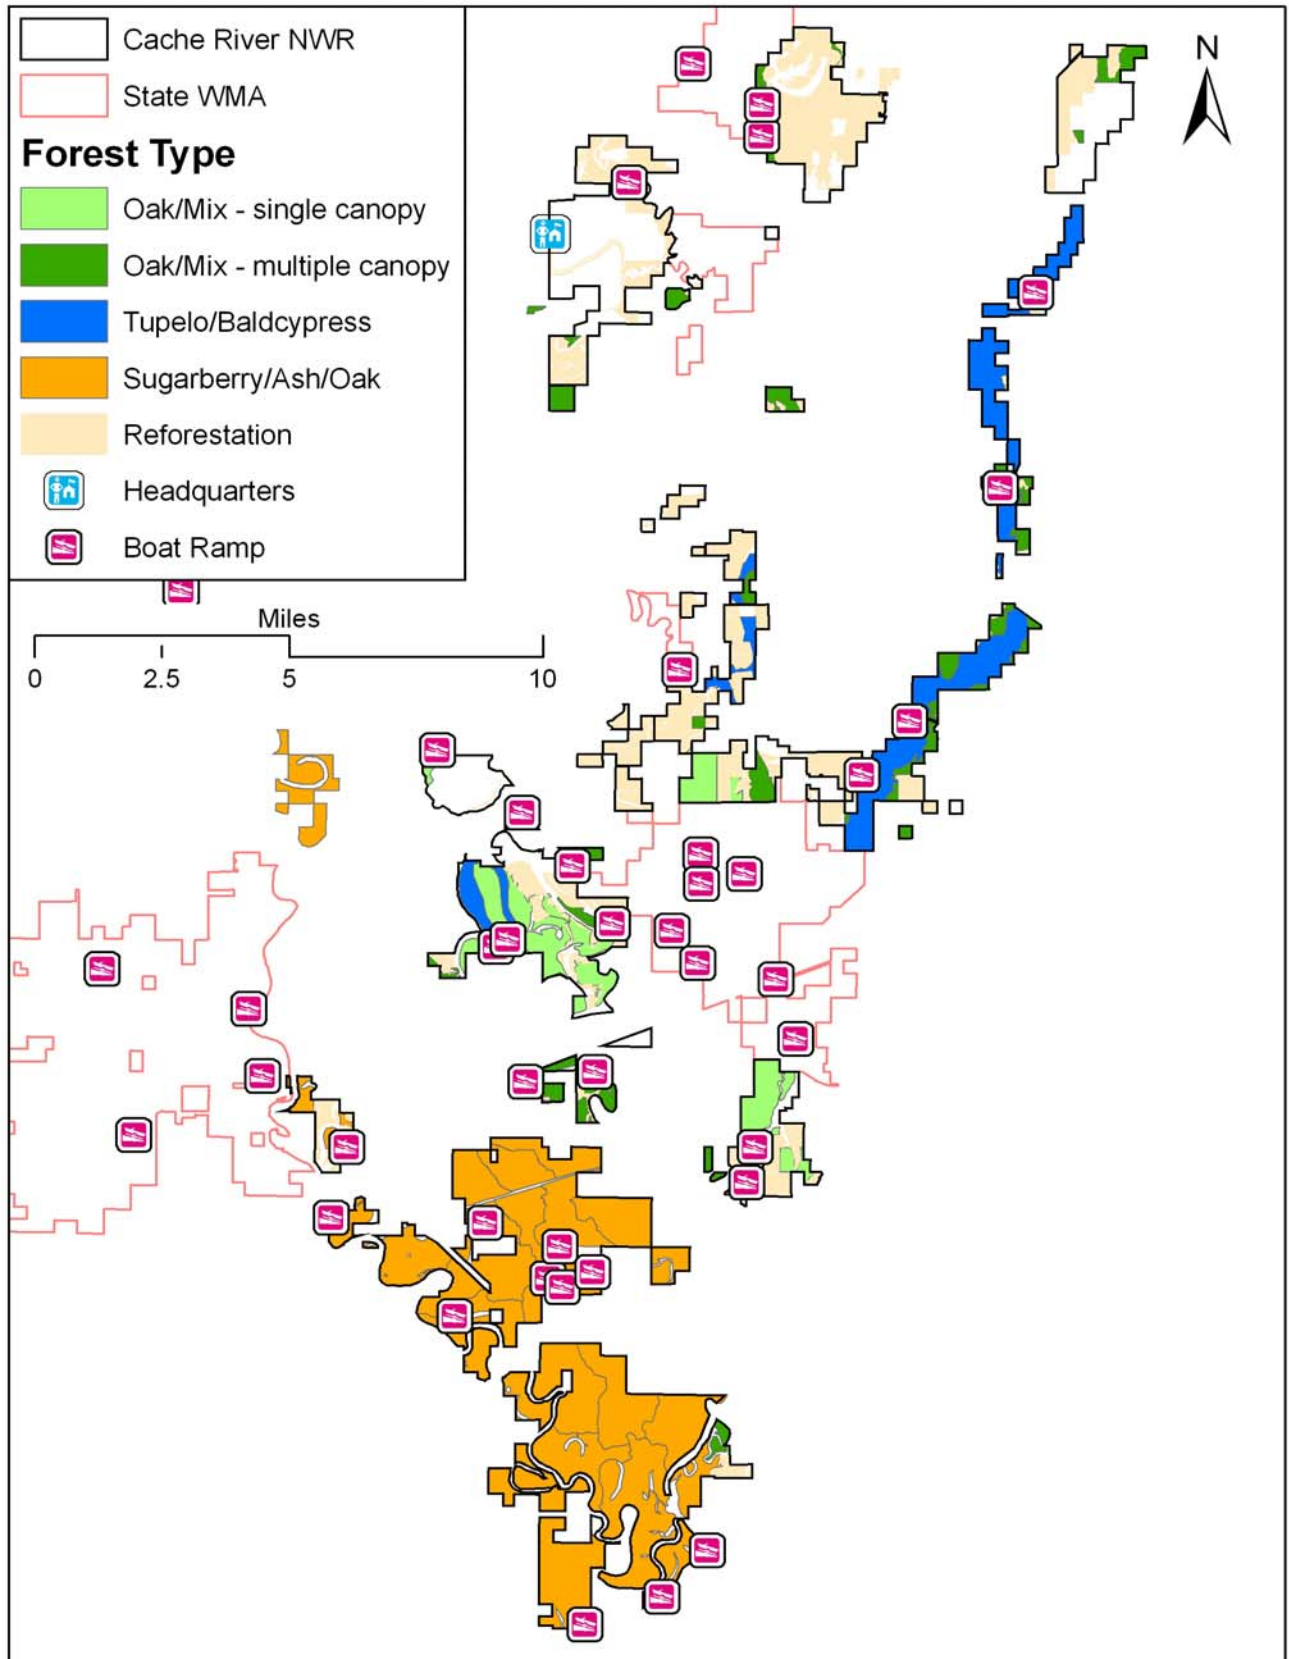 Cache River NWR
State WMA
Forest Type
Oak/Mix - single canopy
Oak/Mix - multiple canopy
Tupelo/Baldcypress
Sugarberry/Ash/Oak
Reforestation
Headquarters
Boat Ramp
N
Miles
0 2.5 5 10